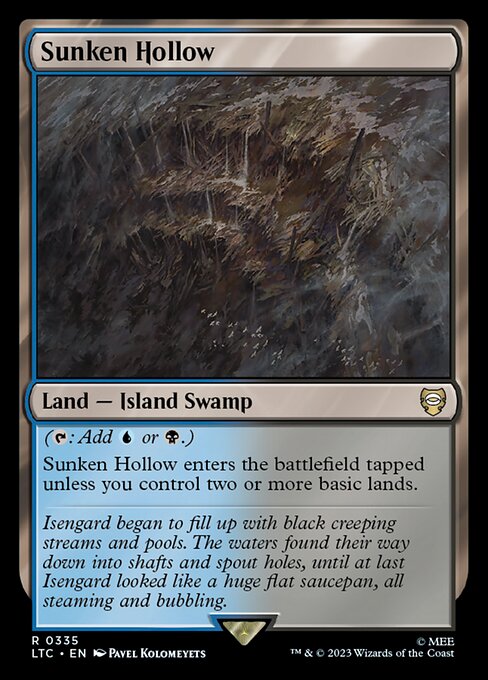 Sunken Hollow
Land — Island Swamp
(: Add or .)
Sunken Hollow enters the battlefield tapped
unless you control two or more basic lands.
Isengard began to fill up with black creeping
streams and pools. The waters found their way
down into shafts and spout holes, until at last
Isengard looked like a huge flat saucepan, all
steaming and bubbling.
R 0335
LTC • EN Pavel Kolomeyets
© MEE
™ & © 2023 Wizards of the Coast